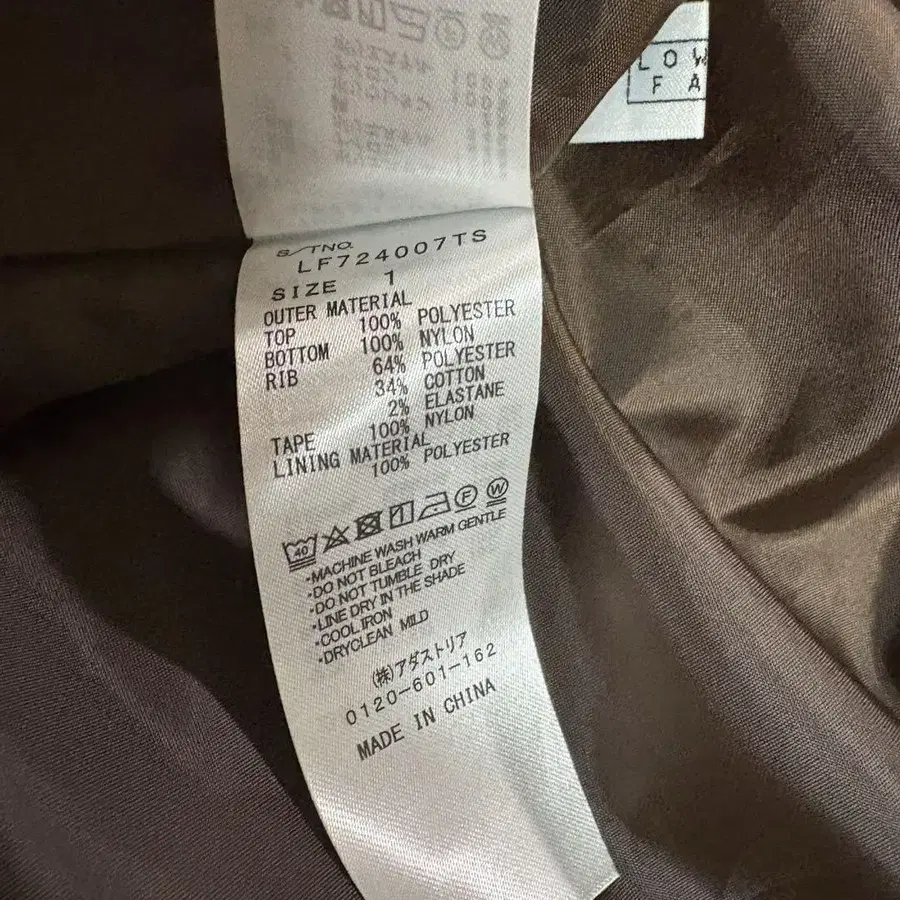 LOW
FA
S/TNO.
LF724007TS
SIZE 1
OUTER MATERIAL
TOP 100% POLYESTER
BOTTOM 100% NYLON
RIB 64% POLYESTER
34% COTTON
2% ELASTANE
TAPE 100% NYLON
LINING MATERIAL
100% POLYESTER
40 F W
・MACHINE WASH WARM GENTLE
・DO NOT BLEACH
・DO NOT TUMBLE DRY
・LINE DRY IN THE SHADE
・COOL IRON
・DRYCLEAN MILD
(株)アダストリア
0120-601-162
MADE IN CHINA